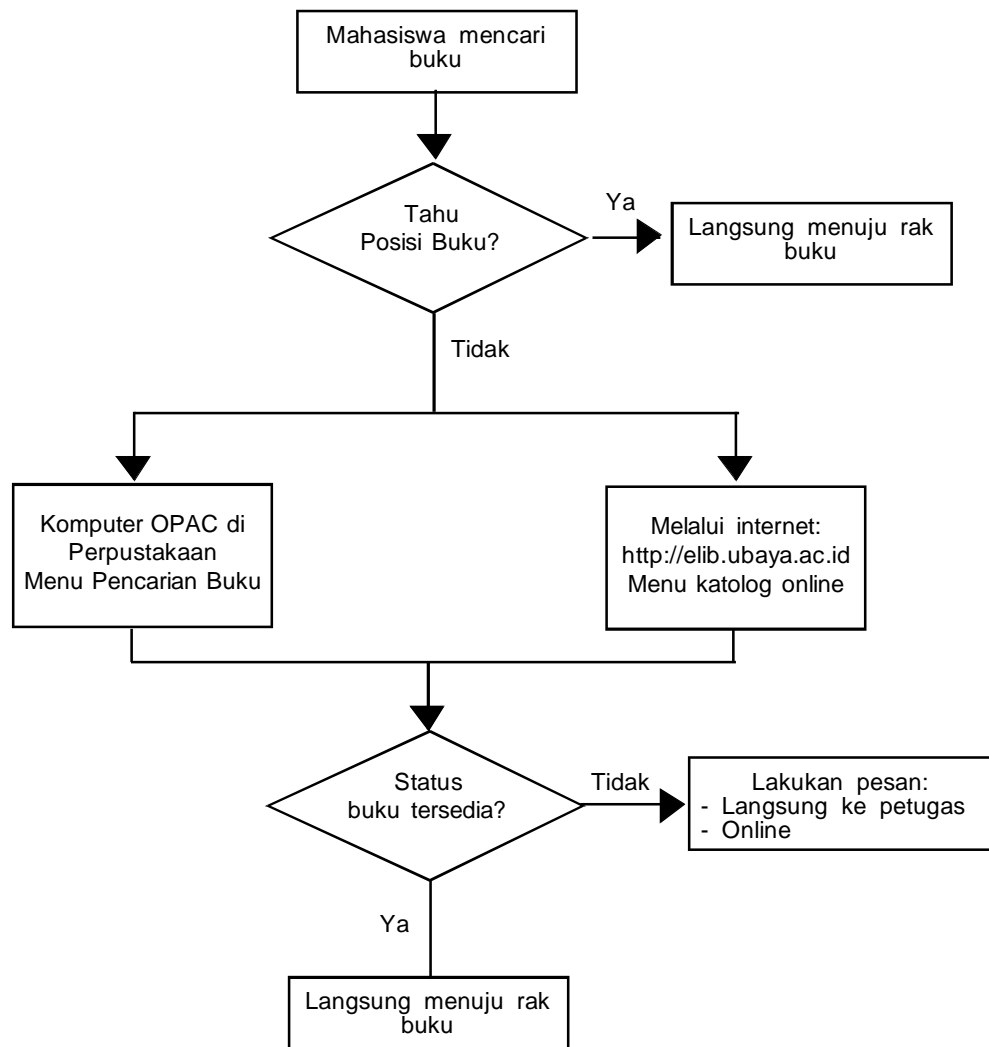 Mahasiswa mencari
buku
Tahu
Posisi Buku?
Ya
Langsung menuju rak
buku
Tidak
Komputer OPAC di
Perpustakaan
Menu Pencarian Buku
Melalui internet:
http://elib.ubaya.ac.id
Menu katolog online
Status
buku tersedia?
Tidak
Lakukan pesan:
- Langsung ke petugas
- Online
Ya
Langsung menuju rak
buku